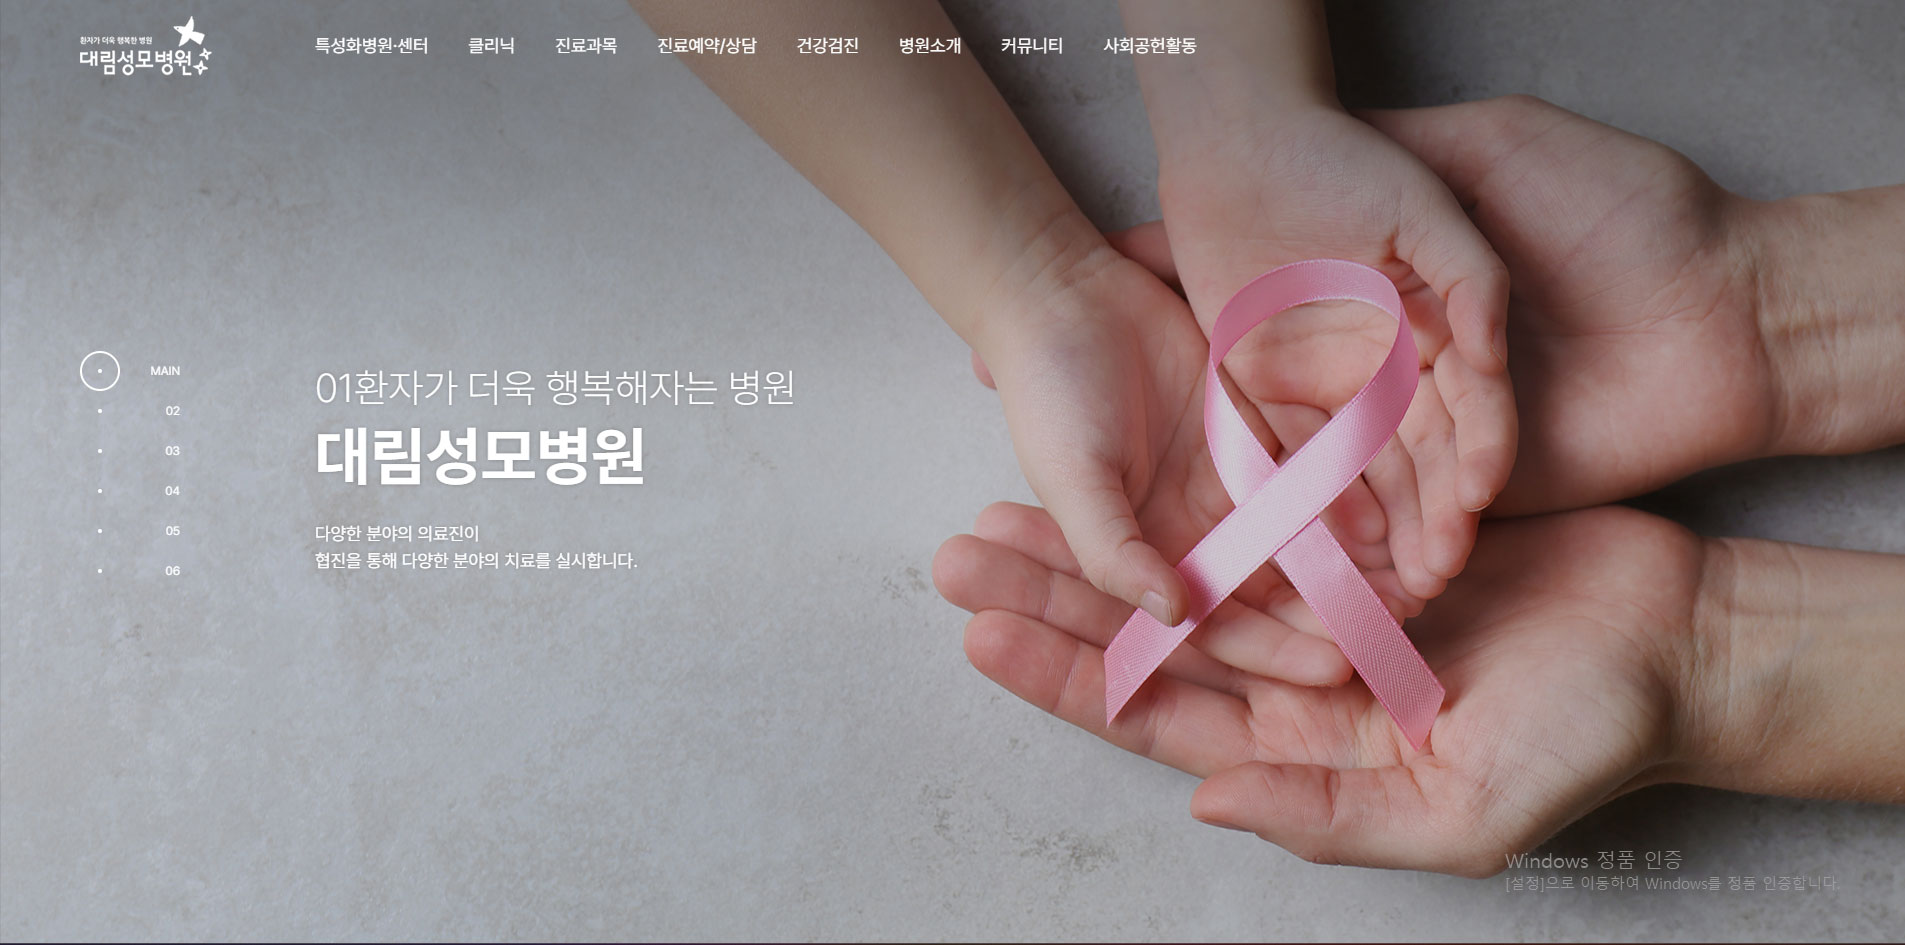 환자가 더욱 행복한 병원
대림성모병원
특성화병원·센터 클리닉 진료과목 진료예약/상담 건강검진 병원소개 커뮤니티 사회공헌활동
MAIN
02
03
04
05
06
01환자가 더욱 행복해자는 병원
대림성모병원
다양한 분야의 의료진이
협진을 통해 다양한 분야의 치료를 실시합니다.
Windows 정품 인증
[설정]으로 이동하여 Windows를 정품 인증합니다.